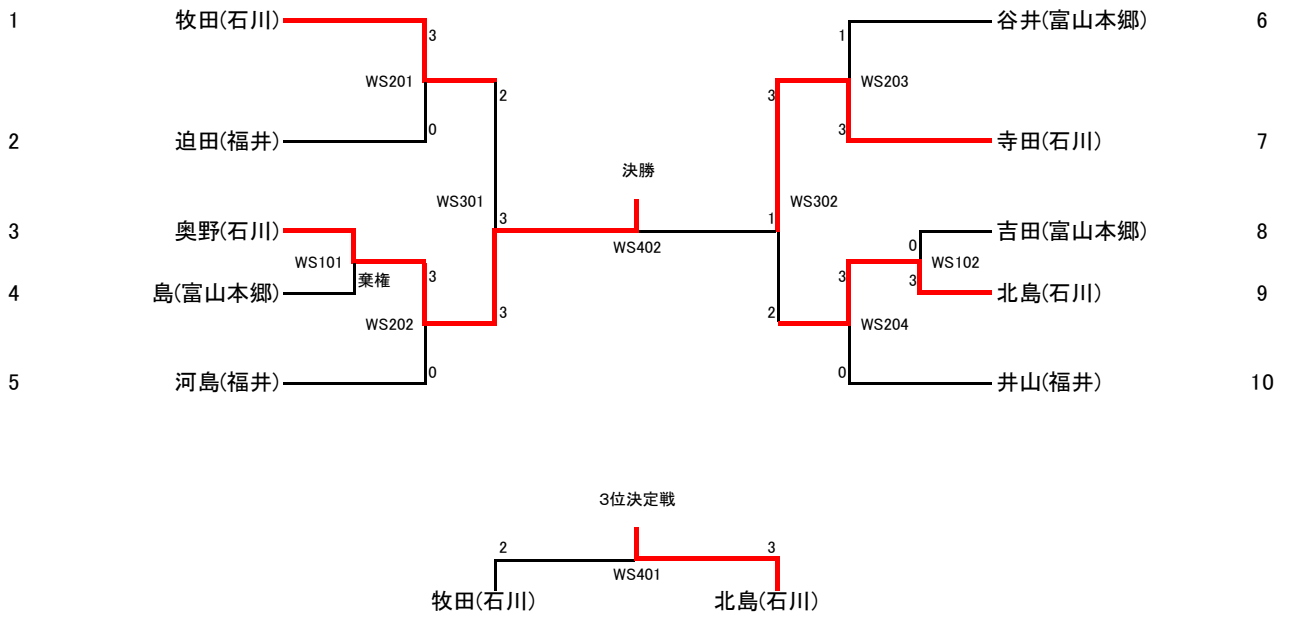 1 牧田(石川) 谷井(富山本郷) 6
3 1
WS201 WS203
2 3
0 3
2 迫田(福井) 寺田(石川) 7
決勝
WS301 WS302
3 1
3 奥野(石川) 吉田(富山本郷) 8
0
WS402
WS101 WS102
棄権 3 3 3
4 島(富山本郷) 北島(石川) 9
3 2
WS202 WS204
0 0
5 河島(福井) 井山(福井) 10
3位決定戦
2 3
WS401
牧田(石川) 北島(石川)